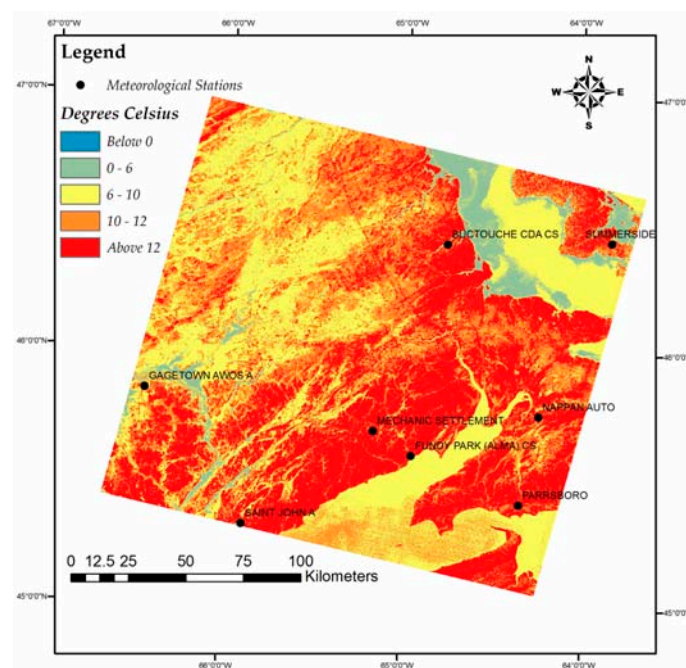 67°0'0"W 66°0'0"W 65°0'0"W 64°0'0"W
Legend
Meteorological Stations
Degrees Celsius
Below 0
0 - 6
6 - 10
10 - 12
Above 12
N
W E
S
47°0'0"N 47°0'0"N
BUCTOUCHE CDA CS SUMMERSIDE
46°0'0"N 46°0'0"N
GAGETOWN AWOS A
NAPPAN AUTO
MECHANIC SETTLEMENT
FUNDY PARK (ALMA) CS
PARRSBORO
SAINT JOHN A
0 12.5 25 50 75 100
Kilometers
45°0'0"N 45°0'0"N
66°0'0"W 65°0'0"W 64°0'0"W